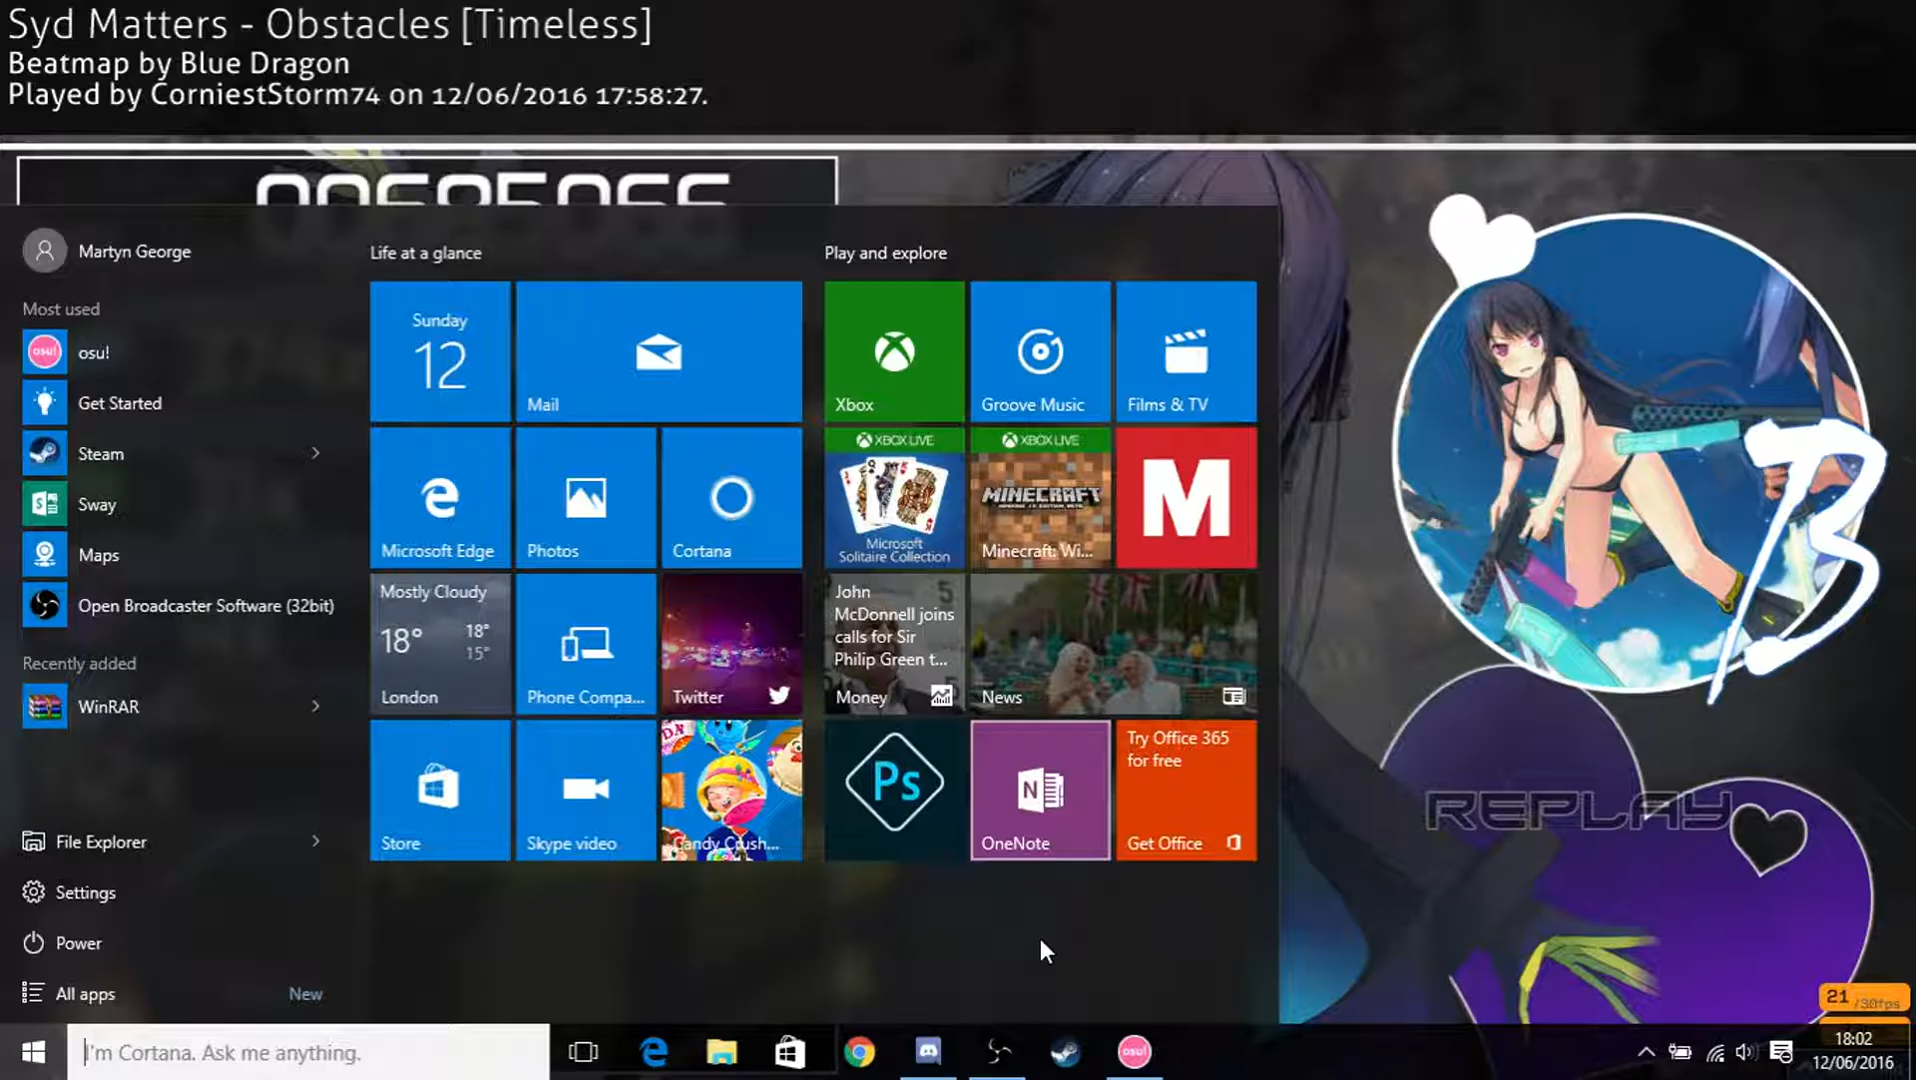 Syd Matters - Obstacles [Timeless]
Beatmap by Blue Dragon
Played by CorniestStorm74 on 12/06/2016 17:58:27.
Martyn George
Most used
osu!
osu!
Get Started
Steam
Sway
Maps
Open Broadcaster Software (32bit)
Recently added
WinRAR
File Explorer
Settings
Power
All apps
New
Life at a glance
Sunday
12
Mail
Microsoft Edge
Photos
Cortana
Mostly Cloudy
18°
18°
15°
London
Phone Compa...
Twitter
Store
Skype video
Candy Crush...
Play and explore
Xbox
Groove Music
Films & TV
XBOX LIVE
Microsoft
Solitaire Collection
XBOX LIVE
MINECRAFT
Minecraft: Wi...
M
John
McDonnell joins
calls for Sir
Philip Green t...
Money
News
Ps
N
OneNote
Try Office 365
for free
Get Office
B
REPLAY
21 /30fps
I'm Cortana. Ask me anything.
osu!
18:02
12/06/2016